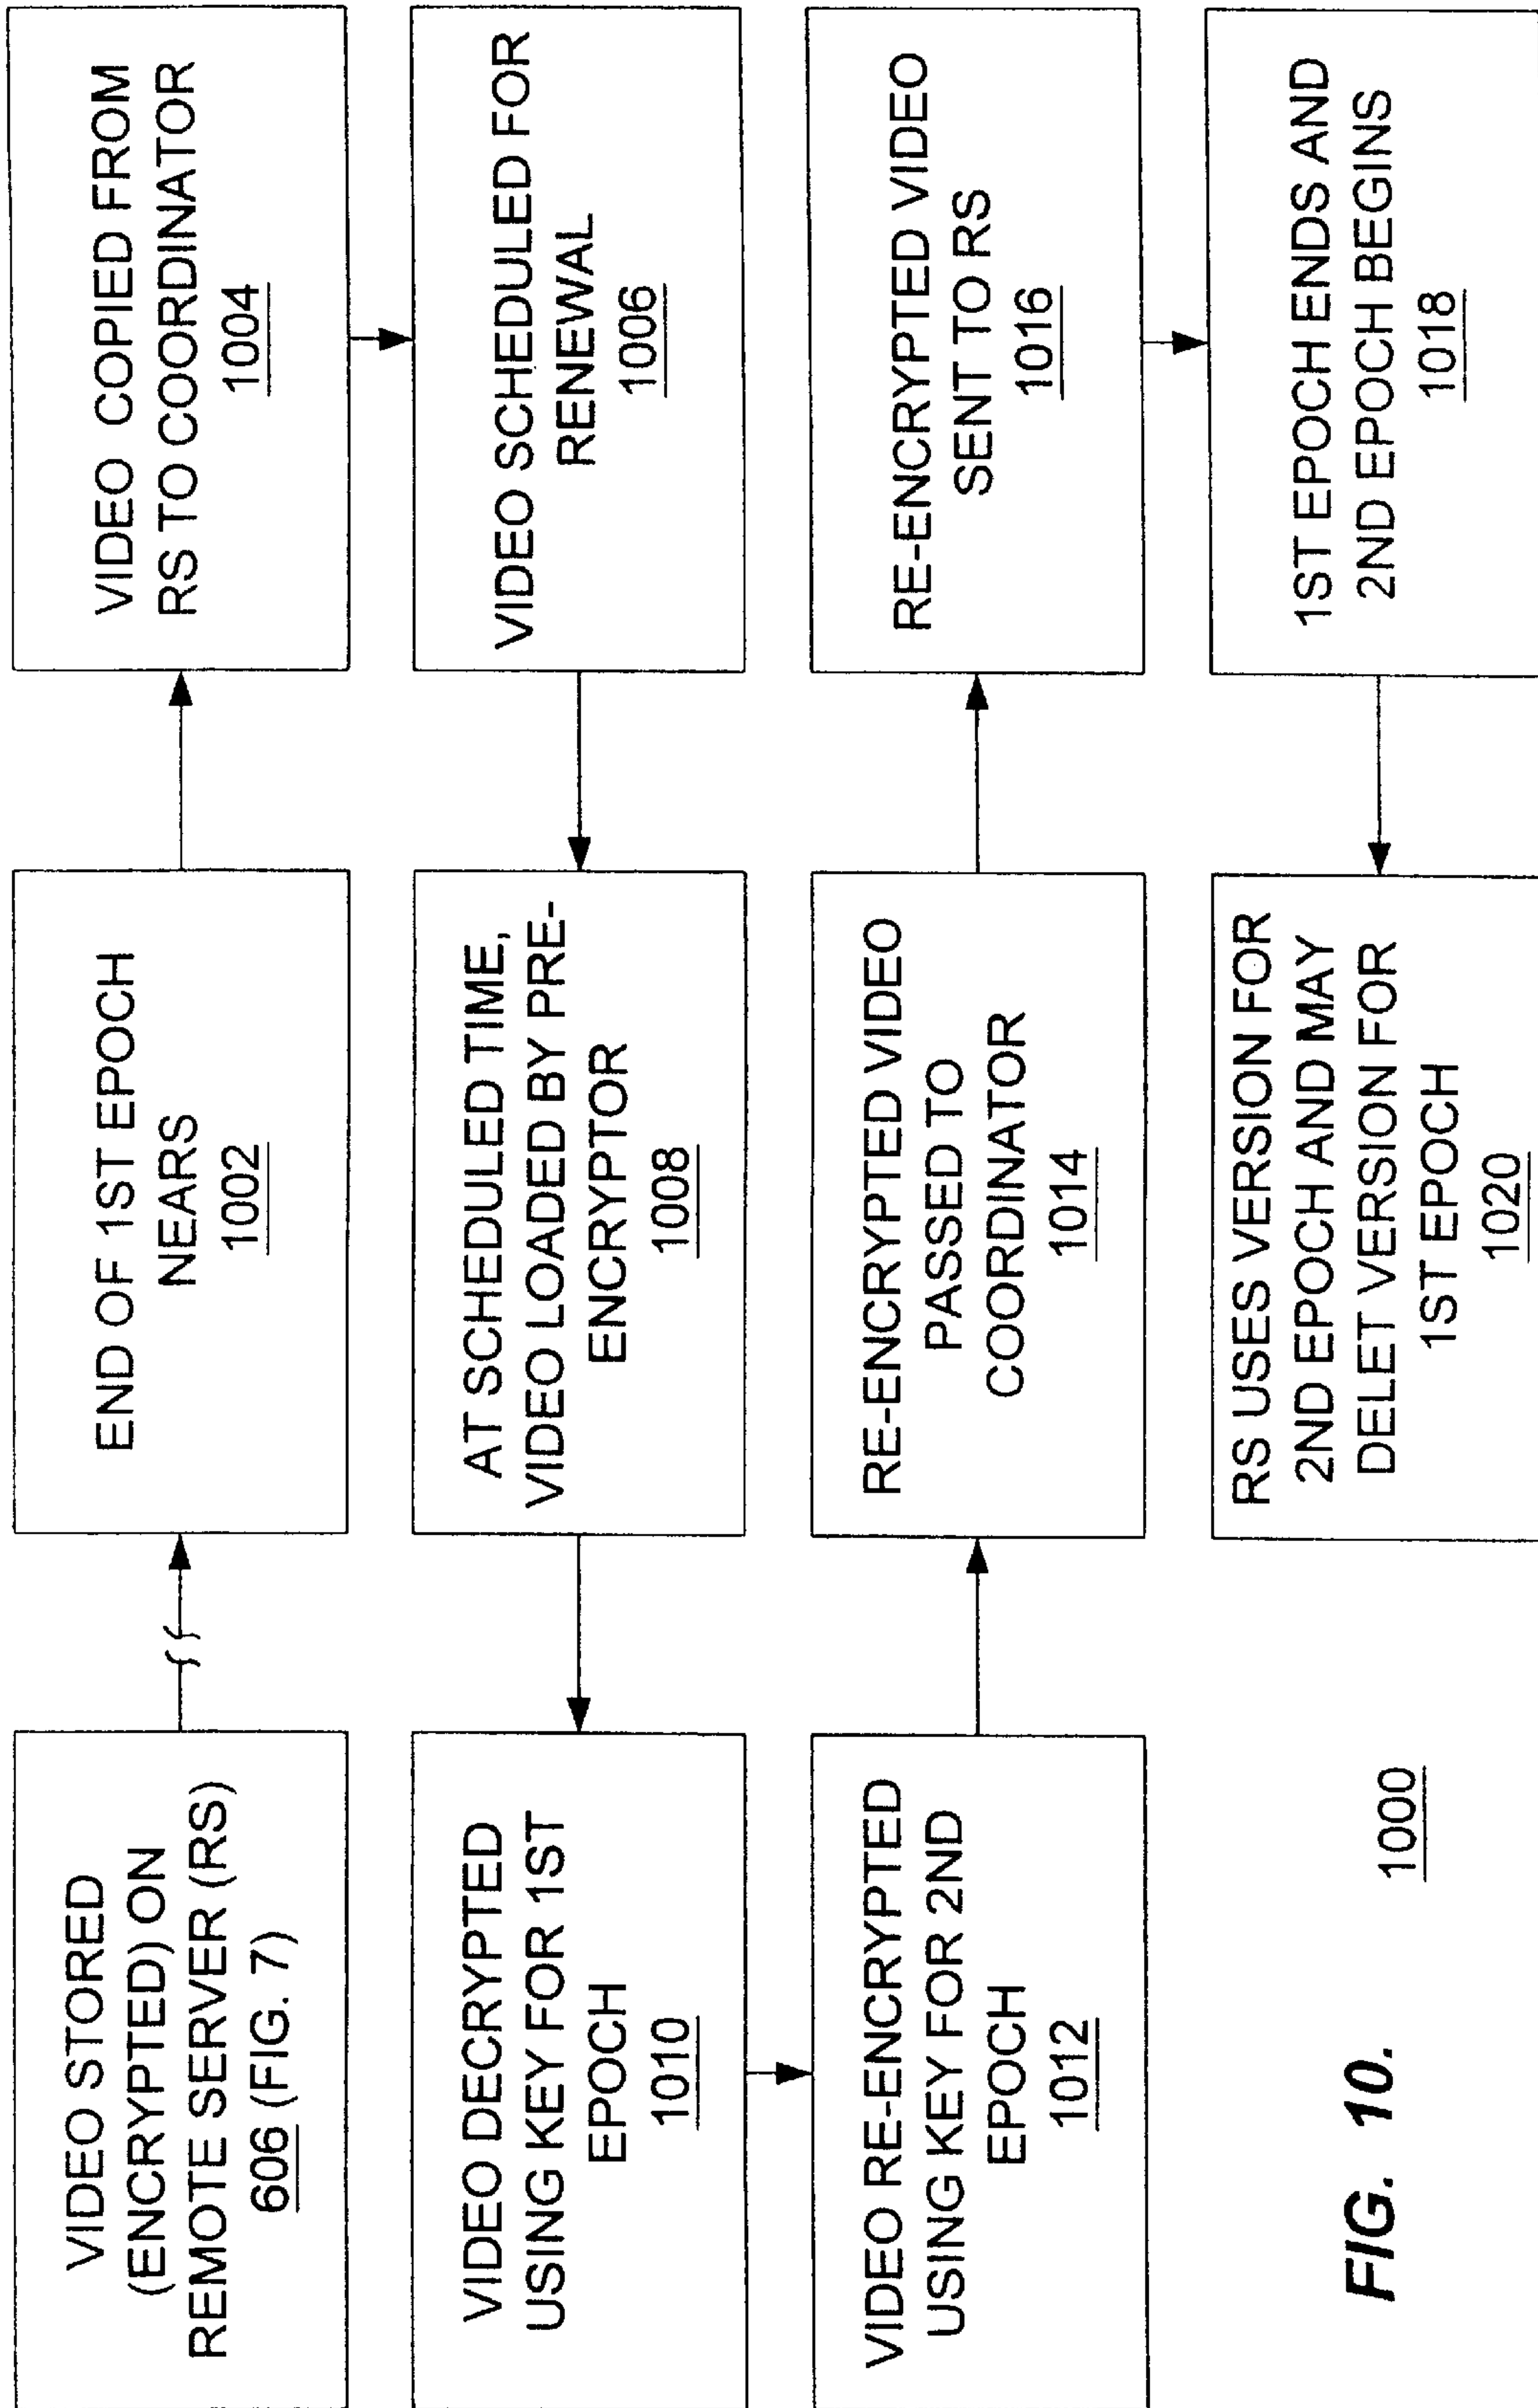 VIDEO STORED
(ENCRYPTED) ON
REMOTE SERVER (RS)
606 (FIG. 7)
END OF 1ST EPOCH
NEARS
1002
VIDEO COPIED FROM
RS TO COORDINATOR
1004
VIDEO SCHEDULED FOR
RENEWAL
1006
AT SCHEDULED TIME,
VIDEO LOADED BY PRE-
ENCRYPTOR
1008
VIDEO DECRYPTED
USING KEY FOR 1ST
EPOCH
1010
VIDEO RE-ENCRYPTED
USING KEY FOR 2ND
EPOCH
1012
RE-ENCRYPTED VIDEO
PASSED TO
COORDINATOR
1014
RE-ENCRYPTED VIDEO
SENT TO RS
1016
1ST EPOCH ENDS AND
2ND EPOCH BEGINS
1018
RS USES VERSION FOR
2ND EPOCH AND MAY
DELET VERSION FOR
1ST EPOCH
1020
1000
FIG. 10.